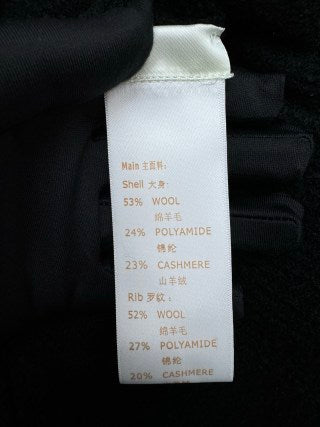 Main 主面料:
Shell 大身:
53% WOOL
绵羊毛
24% POLYAMIDE
锦纶
23% CASHMERE
山羊绒
Rib 罗纹:
52% WOOL
绵羊毛
27% POLYAMIDE
锦纶
20% CASHMERE